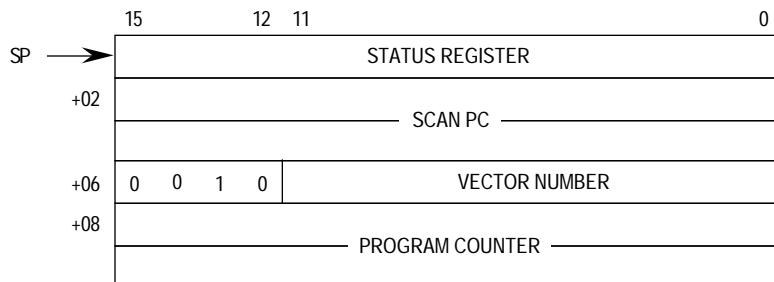 15 12 11 0
SP STATUS REGISTER
+02
SCAN PC
+06 0 0 1 0 VECTOR NUMBER
+08
PROGRAM COUNTER